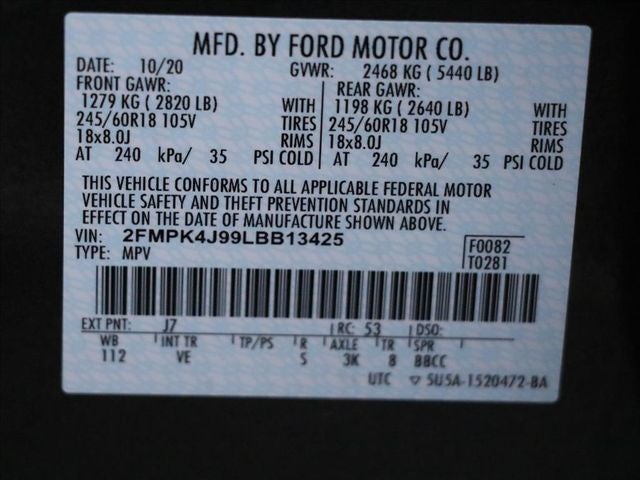 MFD. BY FORD MOTOR CO.
DATE: 10/20 GVWR: 2468 KG ( 5440 LB)
FRONT GAWR: REAR GAWR:
1279 KG ( 2820 LB) WITH 1198 KG ( 2640 LB) WITH
245/60R18 105V TIRES 245/60R18 105V TIRES
18x8.0J RIMS 18x8.0J RIMS
AT 240 kPa/ 35 PSI COLD AT 240 kPa/ 35 PSI COLD
THIS VEHICLE CONFORMS TO ALL APPLICABLE FEDERAL MOTOR
VEHICLE SAFETY AND THEFT PREVENTION STANDARDS IN
EFFECT ON THE DATE OF MANUFACTURE SHOWN ABOVE.
VIN: 2FMPK4J99LBB13425 F0082
TYPE: MPV T0281
EXT PNT: J7 RC: 53 DSO:
WB INT TR TP/PS R AXLE TR SPR
112 VE S 3K 8 BBCC
UTC ▽ 5U5A-1520472-BA